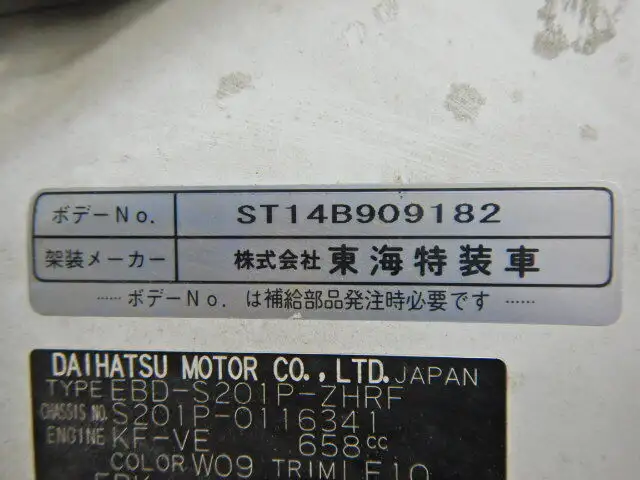 ボデーNo. ST14B909182
架装メーカー 株式会社 東海特装車
……ボデーNo. は補給部品発注時必要です……
DAIHATSU MOTOR CO., LTD. JAPAN
TYPE EBD-S201P-ZHRF
CHASSIS NO. S201P-0116341
ENGINE KF-VE 658cc
COLOR W09 TRIM LF10